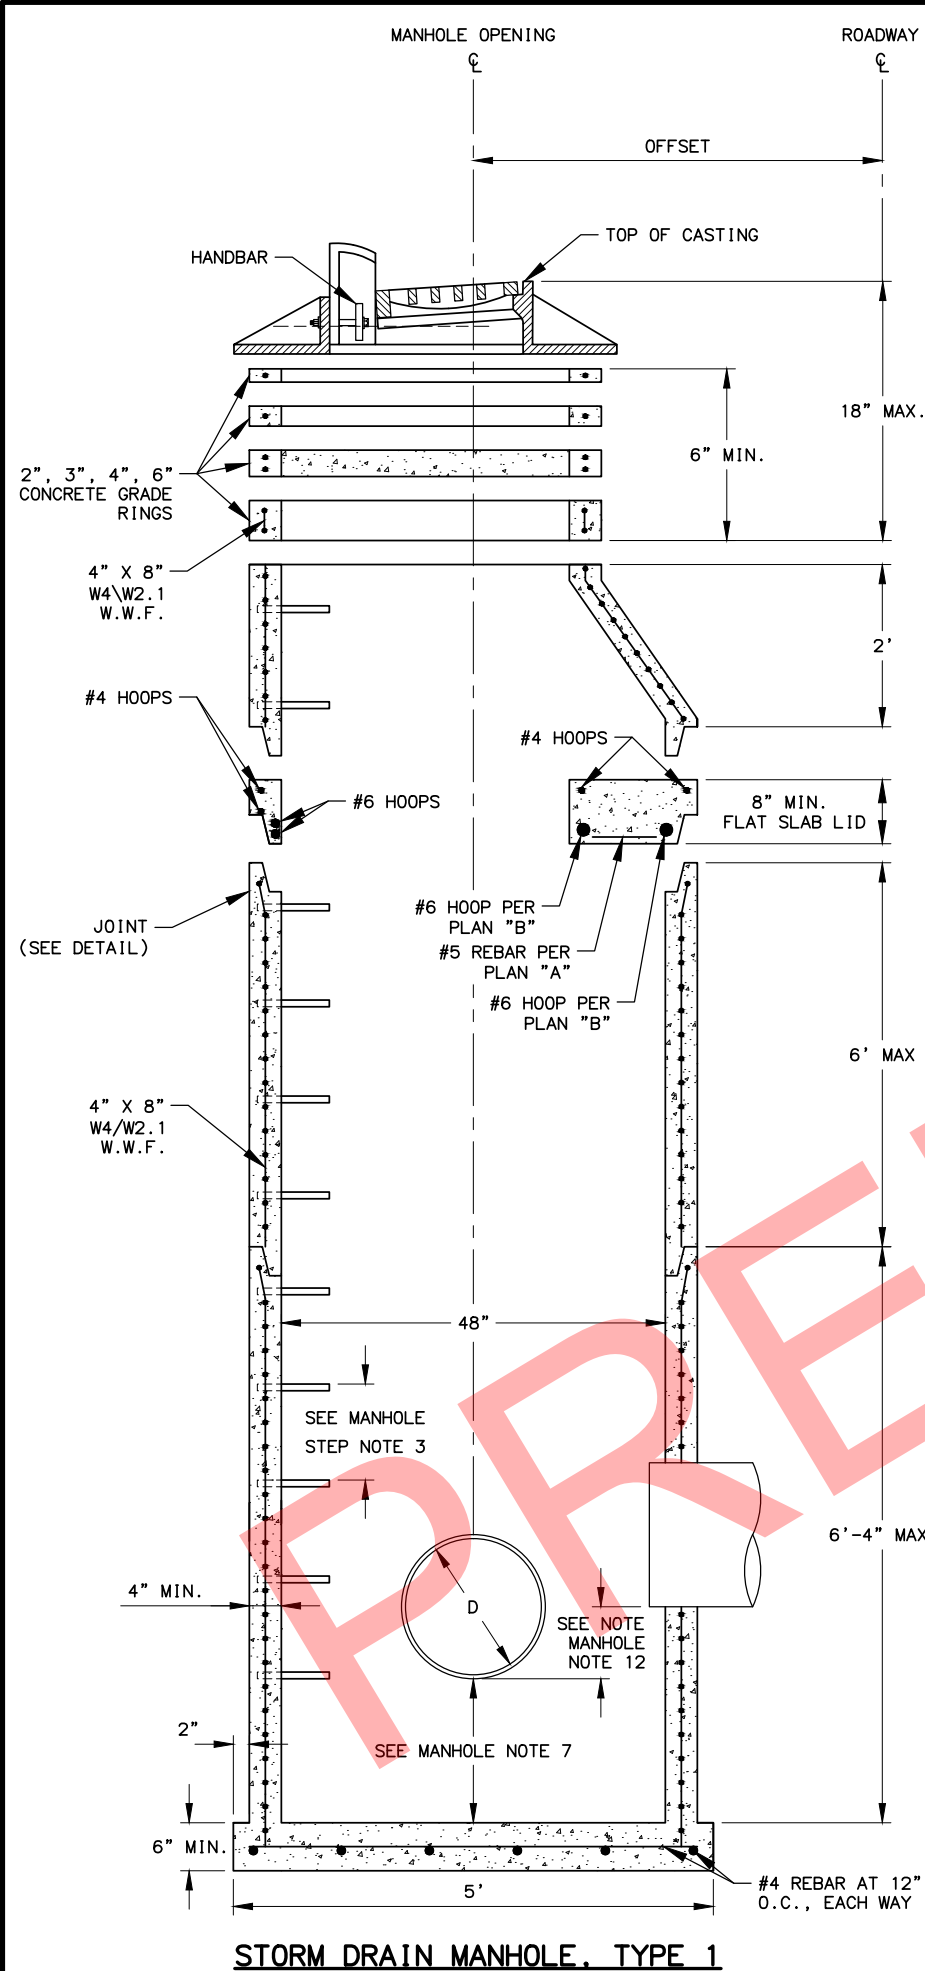 MANHOLE OPENING
℄
ROADWAY
℄
OFFSET
TOP OF CASTING
HANDBAR
18" MAX.
6" MIN.
2", 3", 4", 6"
CONCRETE GRADE
RINGS
4" X 8"
W4\W2.1
W.W.F.
2'
#4 HOOPS
#4 HOOPS
#6 HOOPS
8" MIN.
FLAT SLAB LID
#6 HOOP PER
PLAN "B"
JOINT
(SEE DETAIL)
#5 REBAR PER
PLAN "A"
#6 HOOP PER
PLAN "B"
6' MAX
4" X 8"
W4/W2.1
W.W.F.
48"
SEE MANHOLE
STEP NOTE 3
6'-4" MAX
4" MIN.
D
SEE NOTE
MANHOLE
NOTE 12
2"
SEE MANHOLE NOTE 7
6" MIN.
#4 REBAR AT 12"
O.C., EACH WAY
5'
STORM DRAIN MANHOLE, TYPE 1
PRE